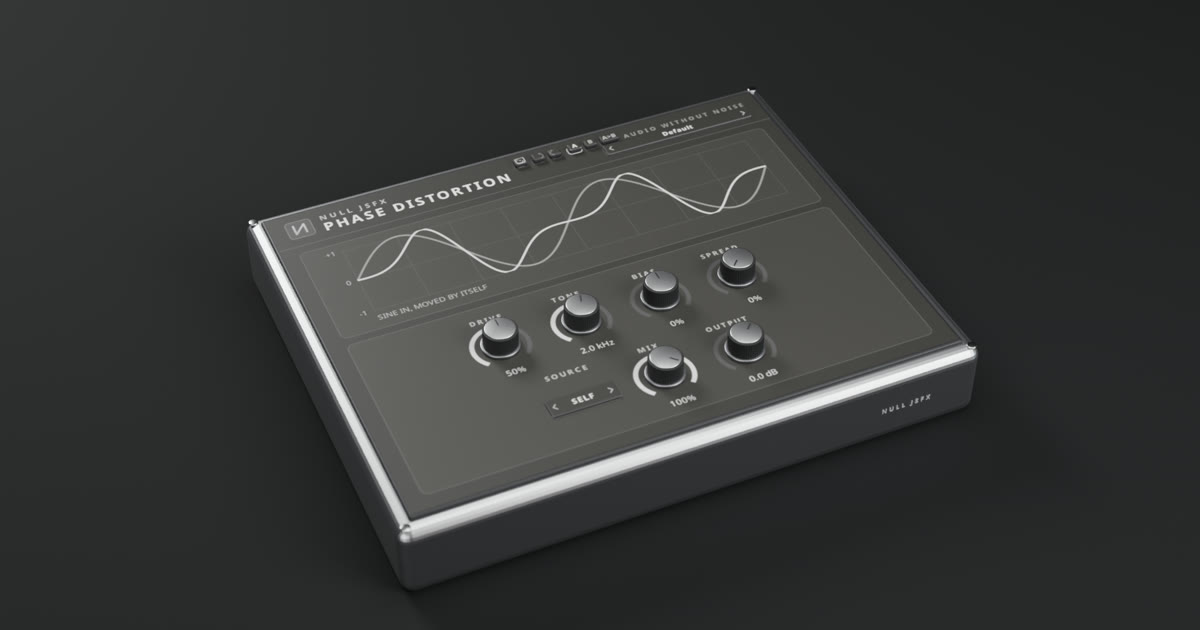 NULL JSFX
PHASE DISTORTION
A
B
A>B
AUDIO WITHOUT NOISE
< Default >
+1
0
-1
SINE IN, MOVED BY ITSELF
DRIVE
50%
TONE
2.0 kHz
BIAS
0%
SPREAD
0%
SOURCE
< SELF >
MIX
100%
OUTPUT
0.0 dB
NULL JSFX